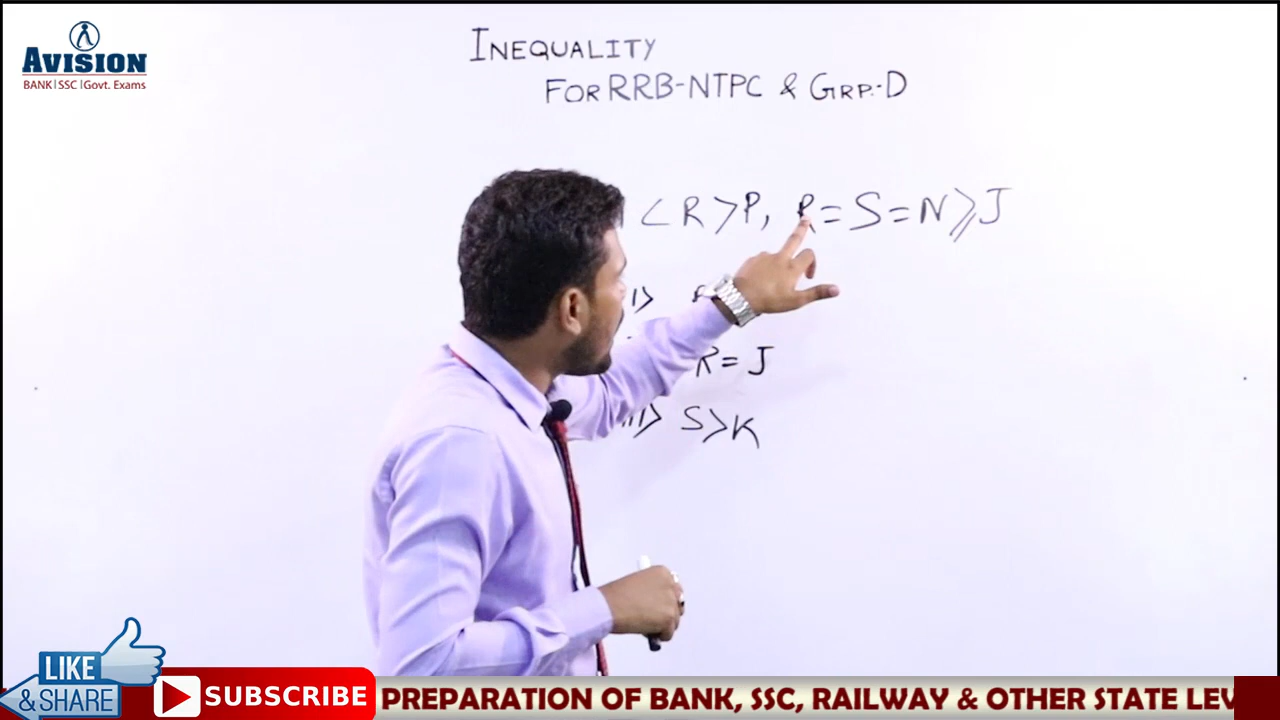 AVISION
BANK|SSC|Govt. Exams
INEQUALITY
FOR RRB-NTPC & GRP.-D
< R > P, R = S = N ≥ J
R = J
S > K
LIKE
& SHARE
SUBSCRIBE
PREPARATION OF BANK, SSC, RAILWAY & OTHER STATE LEV